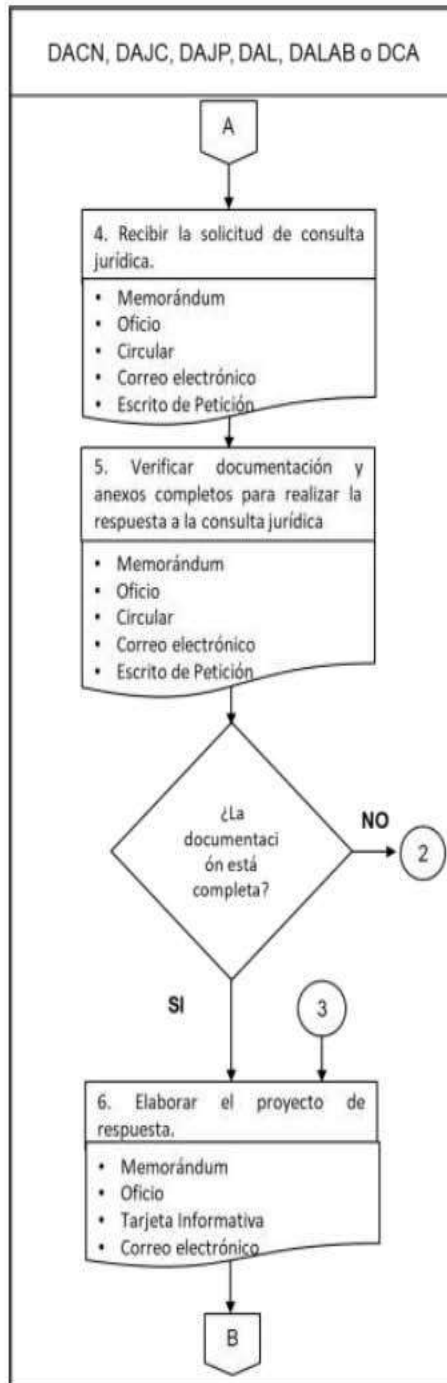 DACN, DAJC, DAJP, DAL, DALAB o DCA
A
4. Recibir la solicitud de consulta
jurídica.
• Memorándum
• Oficio
• Circular
• Correo electrónico
• Escrito de Petición
5. Verificar documentación y
anexos completos para realizar la
respuesta a la consulta jurídica
• Memorándum
• Oficio
• Circular
• Correo electrónico
• Escrito de Petición
¿La
documentaci
ón está
completa?
NO
2
SI
3
6. Elaborar el proyecto de
respuesta.
• Memorándum
• Oficio
• Tarjeta Informativa
• Correo electrónico
B